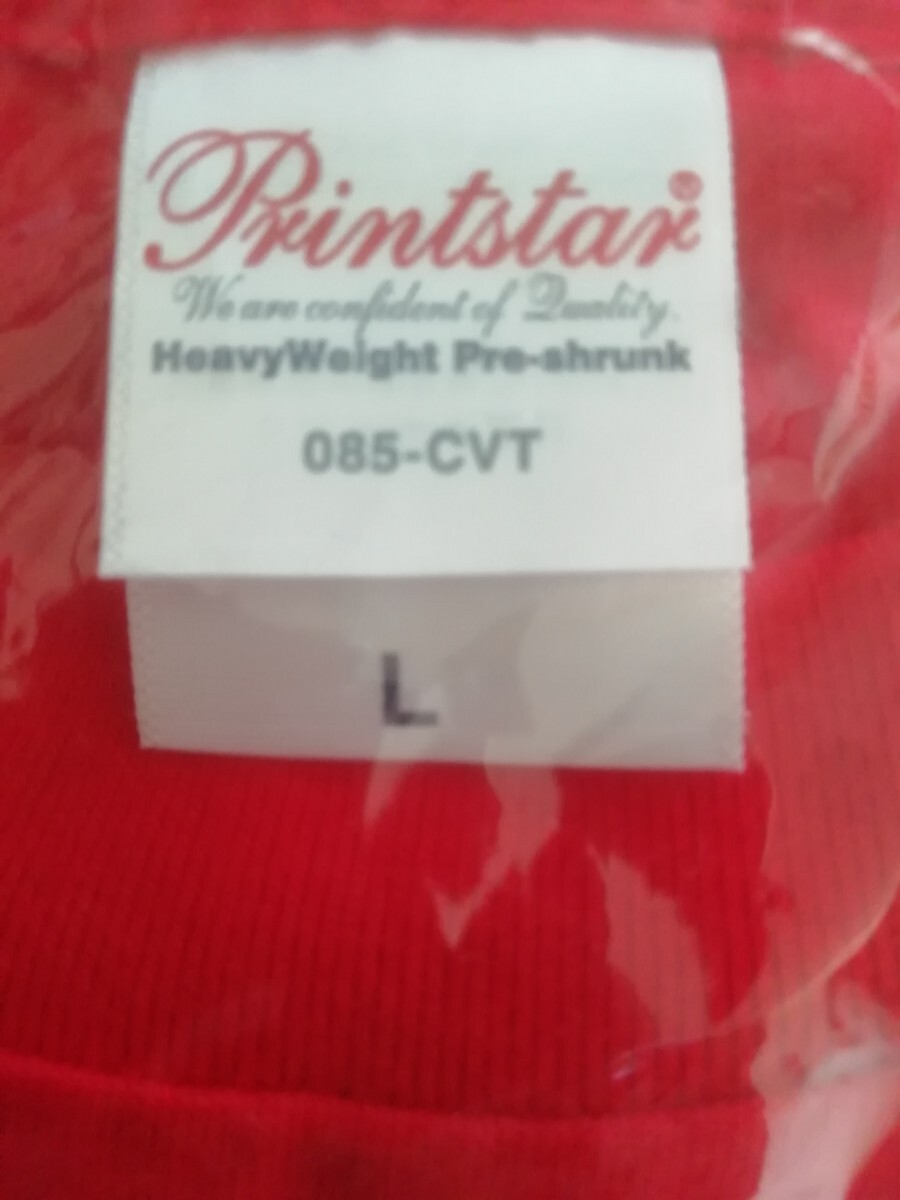 Printstar®
We are confident of Quality.
HeavyWeight Pre-shrunk
085-CVT
L